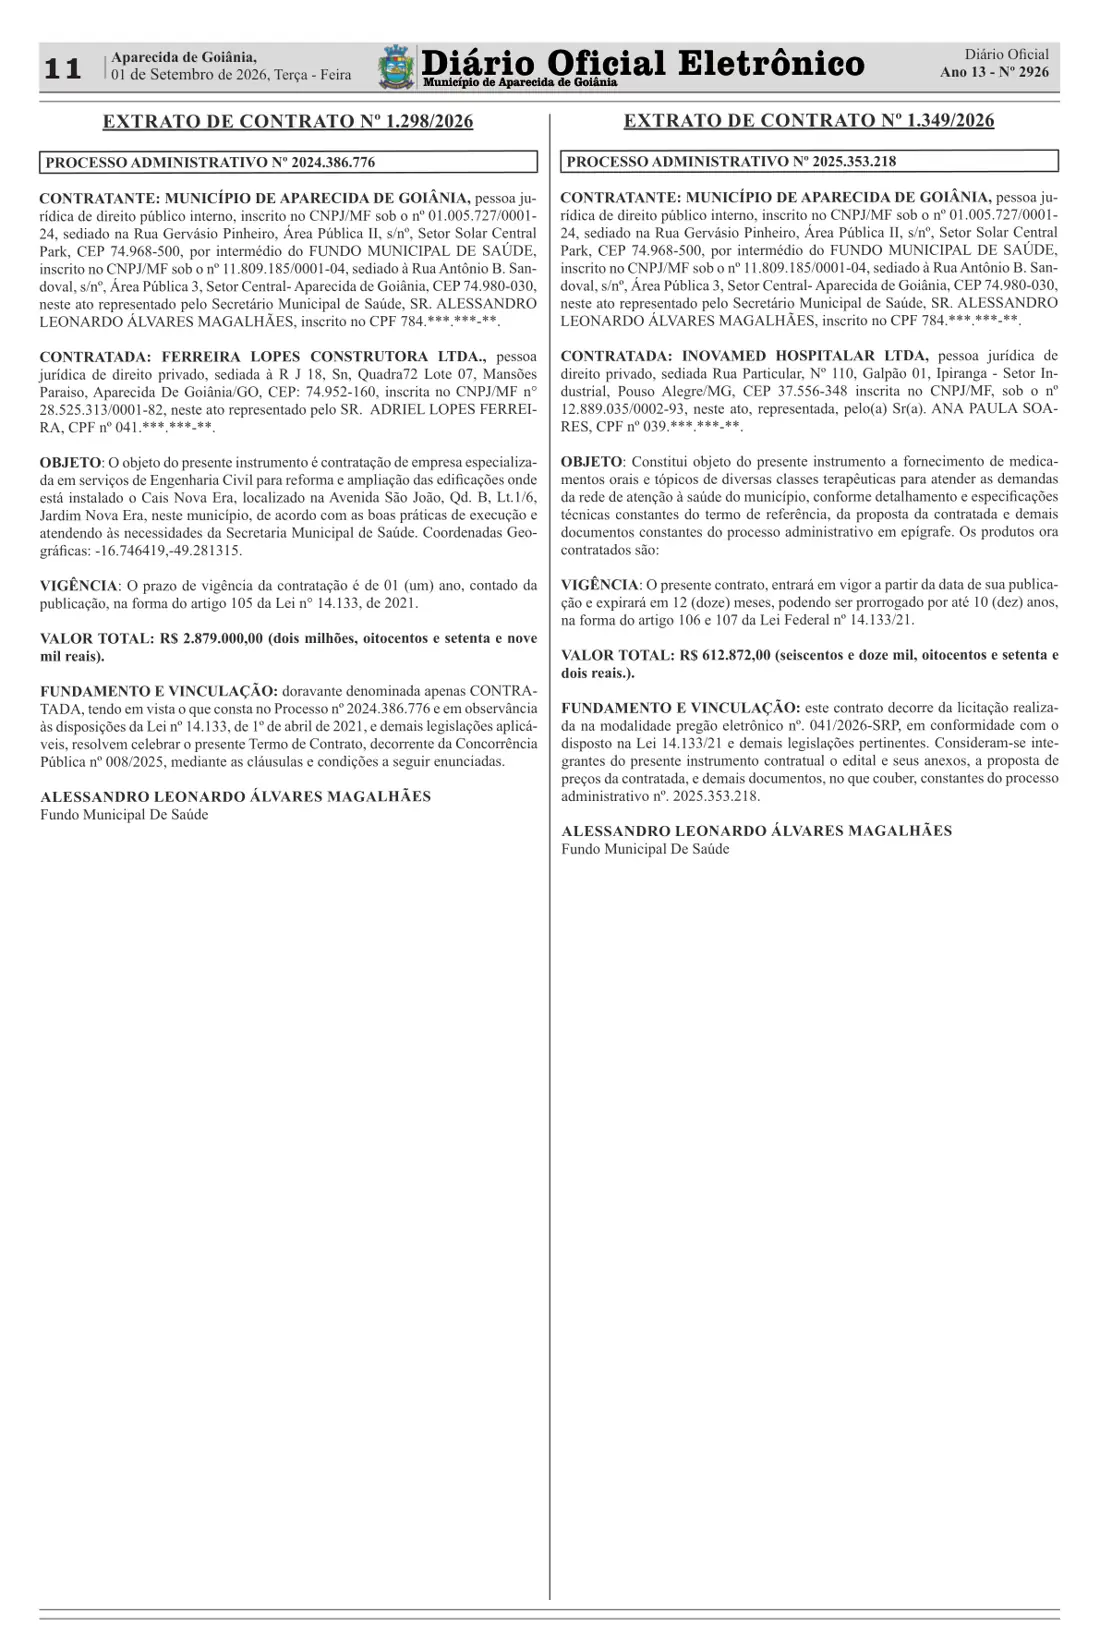 11
Aparecida de Goiânia,
01 de Setembro de 2026, Terça - Feira
Diário Oficial Eletrônico
Município de Aparecida de Goiânia
Diário Oficial
Ano 13 - Nº 2926
EXTRATO DE CONTRATO Nº 1.298/2026
PROCESSO ADMINISTRATIVO Nº 2024.386.776
CONTRATANTE: MUNICÍPIO DE APARECIDA DE GOIÂNIA, pessoa ju-
rídica de direito público interno, inscrito no CNPJ/MF sob o nº 01.005.727/0001-
24, sediado na Rua Gervásio Pinheiro, Área Pública II, s/nº, Setor Solar Central
Park, CEP 74.968-500, por intermédio do FUNDO MUNICIPAL DE SAÚDE,
inscrito no CNPJ/MF sob o nº 11.809.185/0001-04, sediado à Rua Antônio B. San-
doval, s/nº, Área Pública 3, Setor Central- Aparecida de Goiânia, CEP 74.980-030,
neste ato representado pelo Secretário Municipal de Saúde, SR. ALESSANDRO
LEONARDO ÁLVARES MAGALHÃES, inscrito no CPF 784.***.***-**.
CONTRATADA: FERREIRA LOPES CONSTRUTORA LTDA., pessoa
jurídica de direito privado, sediada à R J 18, Sn, Quadra72 Lote 07, Mansões
Paraiso, Aparecida De Goiânia/GO, CEP: 74.952-160, inscrita no CNPJ/MF n°
28.525.313/0001-82, neste ato representado pelo SR. ADRIEL LOPES FERREI-
RA, CPF nº 041.***.***-**.
OBJETO: O objeto do presente instrumento é contratação de empresa especializa-
da em serviços de Engenharia Civil para reforma e ampliação das edificações onde
está instalado o Cais Nova Era, localizado na Avenida São João, Qd. B, Lt.1/6,
Jardim Nova Era, neste município, de acordo com as boas práticas de execução e
atendendo às necessidades da Secretaria Municipal de Saúde. Coordenadas Geo-
gráficas: -16.746419,-49.281315.
VIGÊNCIA: O prazo de vigência da contratação é de 01 (um) ano, contado da
publicação, na forma do artigo 105 da Lei n° 14.133, de 2021.
VALOR TOTAL: R$ 2.879.000,00 (dois milhões, oitocentos e setenta e nove
mil reais).
FUNDAMENTO E VINCULAÇÃO: doravante denominada apenas CONTRA-
TADA, tendo em vista o que consta no Processo nº 2024.386.776 e em observância
às disposições da Lei nº 14.133, de 1º de abril de 2021, e demais legislações aplicá-
veis, resolvem celebrar o presente Termo de Contrato, decorrente da Concorrência
Pública nº 008/2025, mediante as cláusulas e condições a seguir enunciadas.
ALESSANDRO LEONARDO ÁLVARES MAGALHÃES
Fundo Municipal De Saúde
EXTRATO DE CONTRATO Nº 1.349/2026
PROCESSO ADMINISTRATIVO Nº 2025.353.218
CONTRATANTE: MUNICÍPIO DE APARECIDA DE GOIÂNIA, pessoa ju-
rídica de direito público interno, inscrito no CNPJ/MF sob o nº 01.005.727/0001-
24, sediado na Rua Gervásio Pinheiro, Área Pública II, s/nº, Setor Solar Central
Park, CEP 74.968-500, por intermédio do FUNDO MUNICIPAL DE SAÚDE,
inscrito no CNPJ/MF sob o nº 11.809.185/0001-04, sediado à Rua Antônio B. San-
doval, s/nº, Área Pública 3, Setor Central- Aparecida de Goiânia, CEP 74.980-030,
neste ato representado pelo Secretário Municipal de Saúde, SR. ALESSANDRO
LEONARDO ÁLVARES MAGALHÃES, inscrito no CPF 784.***.***-**.
CONTRATADA: INOVAMED HOSPITALAR LTDA, pessoa jurídica de
direito privado, sediada Rua Particular, Nº 110, Galpão 01, Ipiranga - Setor In-
dustrial, Pouso Alegre/MG, CEP 37.556-348 inscrita no CNPJ/MF, sob o nº
12.889.035/0002-93, neste ato, representada, pelo(a) Sr(a). ANA PAULA SOA-
RES, CPF nº 039.***.***-**.
OBJETO: Constitui objeto do presente instrumento a fornecimento de medica-
mentos orais e tópicos de diversas classes terapêuticas para atender as demandas
da rede de atenção à saúde do município, conforme detalhamento e especificações
técnicas constantes do termo de referência, da proposta da contratada e demais
documentos constantes do processo administrativo em epígrafe. Os produtos ora
contratados são:
VIGÊNCIA: O presente contrato, entrará em vigor a partir da data de sua publica-
ção e expirará em 12 (doze) meses, podendo ser prorrogado por até 10 (dez) anos,
na forma do artigo 106 e 107 da Lei Federal nº 14.133/21.
VALOR TOTAL: R$ 612.872,00 (seiscentos e doze mil, oitocentos e setenta e
dois reais.).
FUNDAMENTO E VINCULAÇÃO: este contrato decorre da licitação realiza-
da na modalidade pregão eletrônico nº. 041/2026-SRP, em conformidade com o
disposto na Lei 14.133/21 e demais legislações pertinentes. Consideram-se inte-
grantes do presente instrumento contratual o edital e seus anexos, a proposta de
preços da contratada, e demais documentos, no que couber, constantes do processo
administrativo nº. 2025.353.218.
ALESSANDRO LEONARDO ÁLVARES MAGALHÃES
Fundo Municipal De Saúde